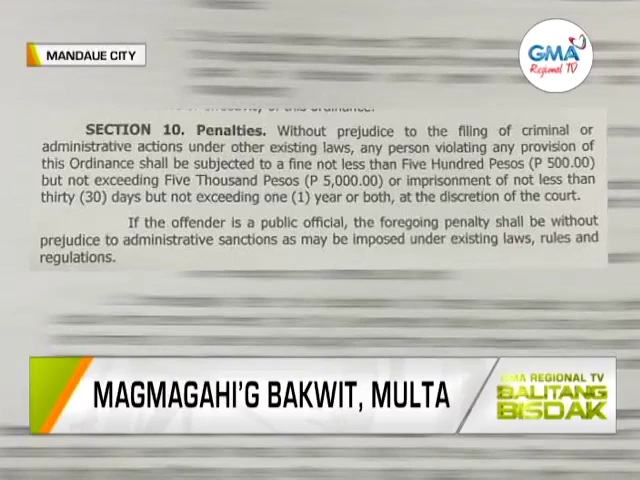 MANDAUE CITY
GMA
Regional TV
this ordinance.
SECTION 10. Penalties. Without prejudice to the filing of criminal or
administrative actions under other existing laws, any person violating any provision of
this Ordinance shall be subjected to a fine not less than Five Hundred Pesos (P 500.00)
but not exceeding Five Thousand Pesos (P 5,000.00) or imprisonment of not less than
thirty (30) days but not exceeding one (1) year or both, at the discretion of the court.
If the offender is a public official, the foregoing penalty shall be without
prejudice to administrative sanctions as may be imposed under existing laws, rules and
regulations.
MAGMAGAHI'G BAKWIT, MULTA
GMA REGIONAL TV
BALITANG
BISDAK